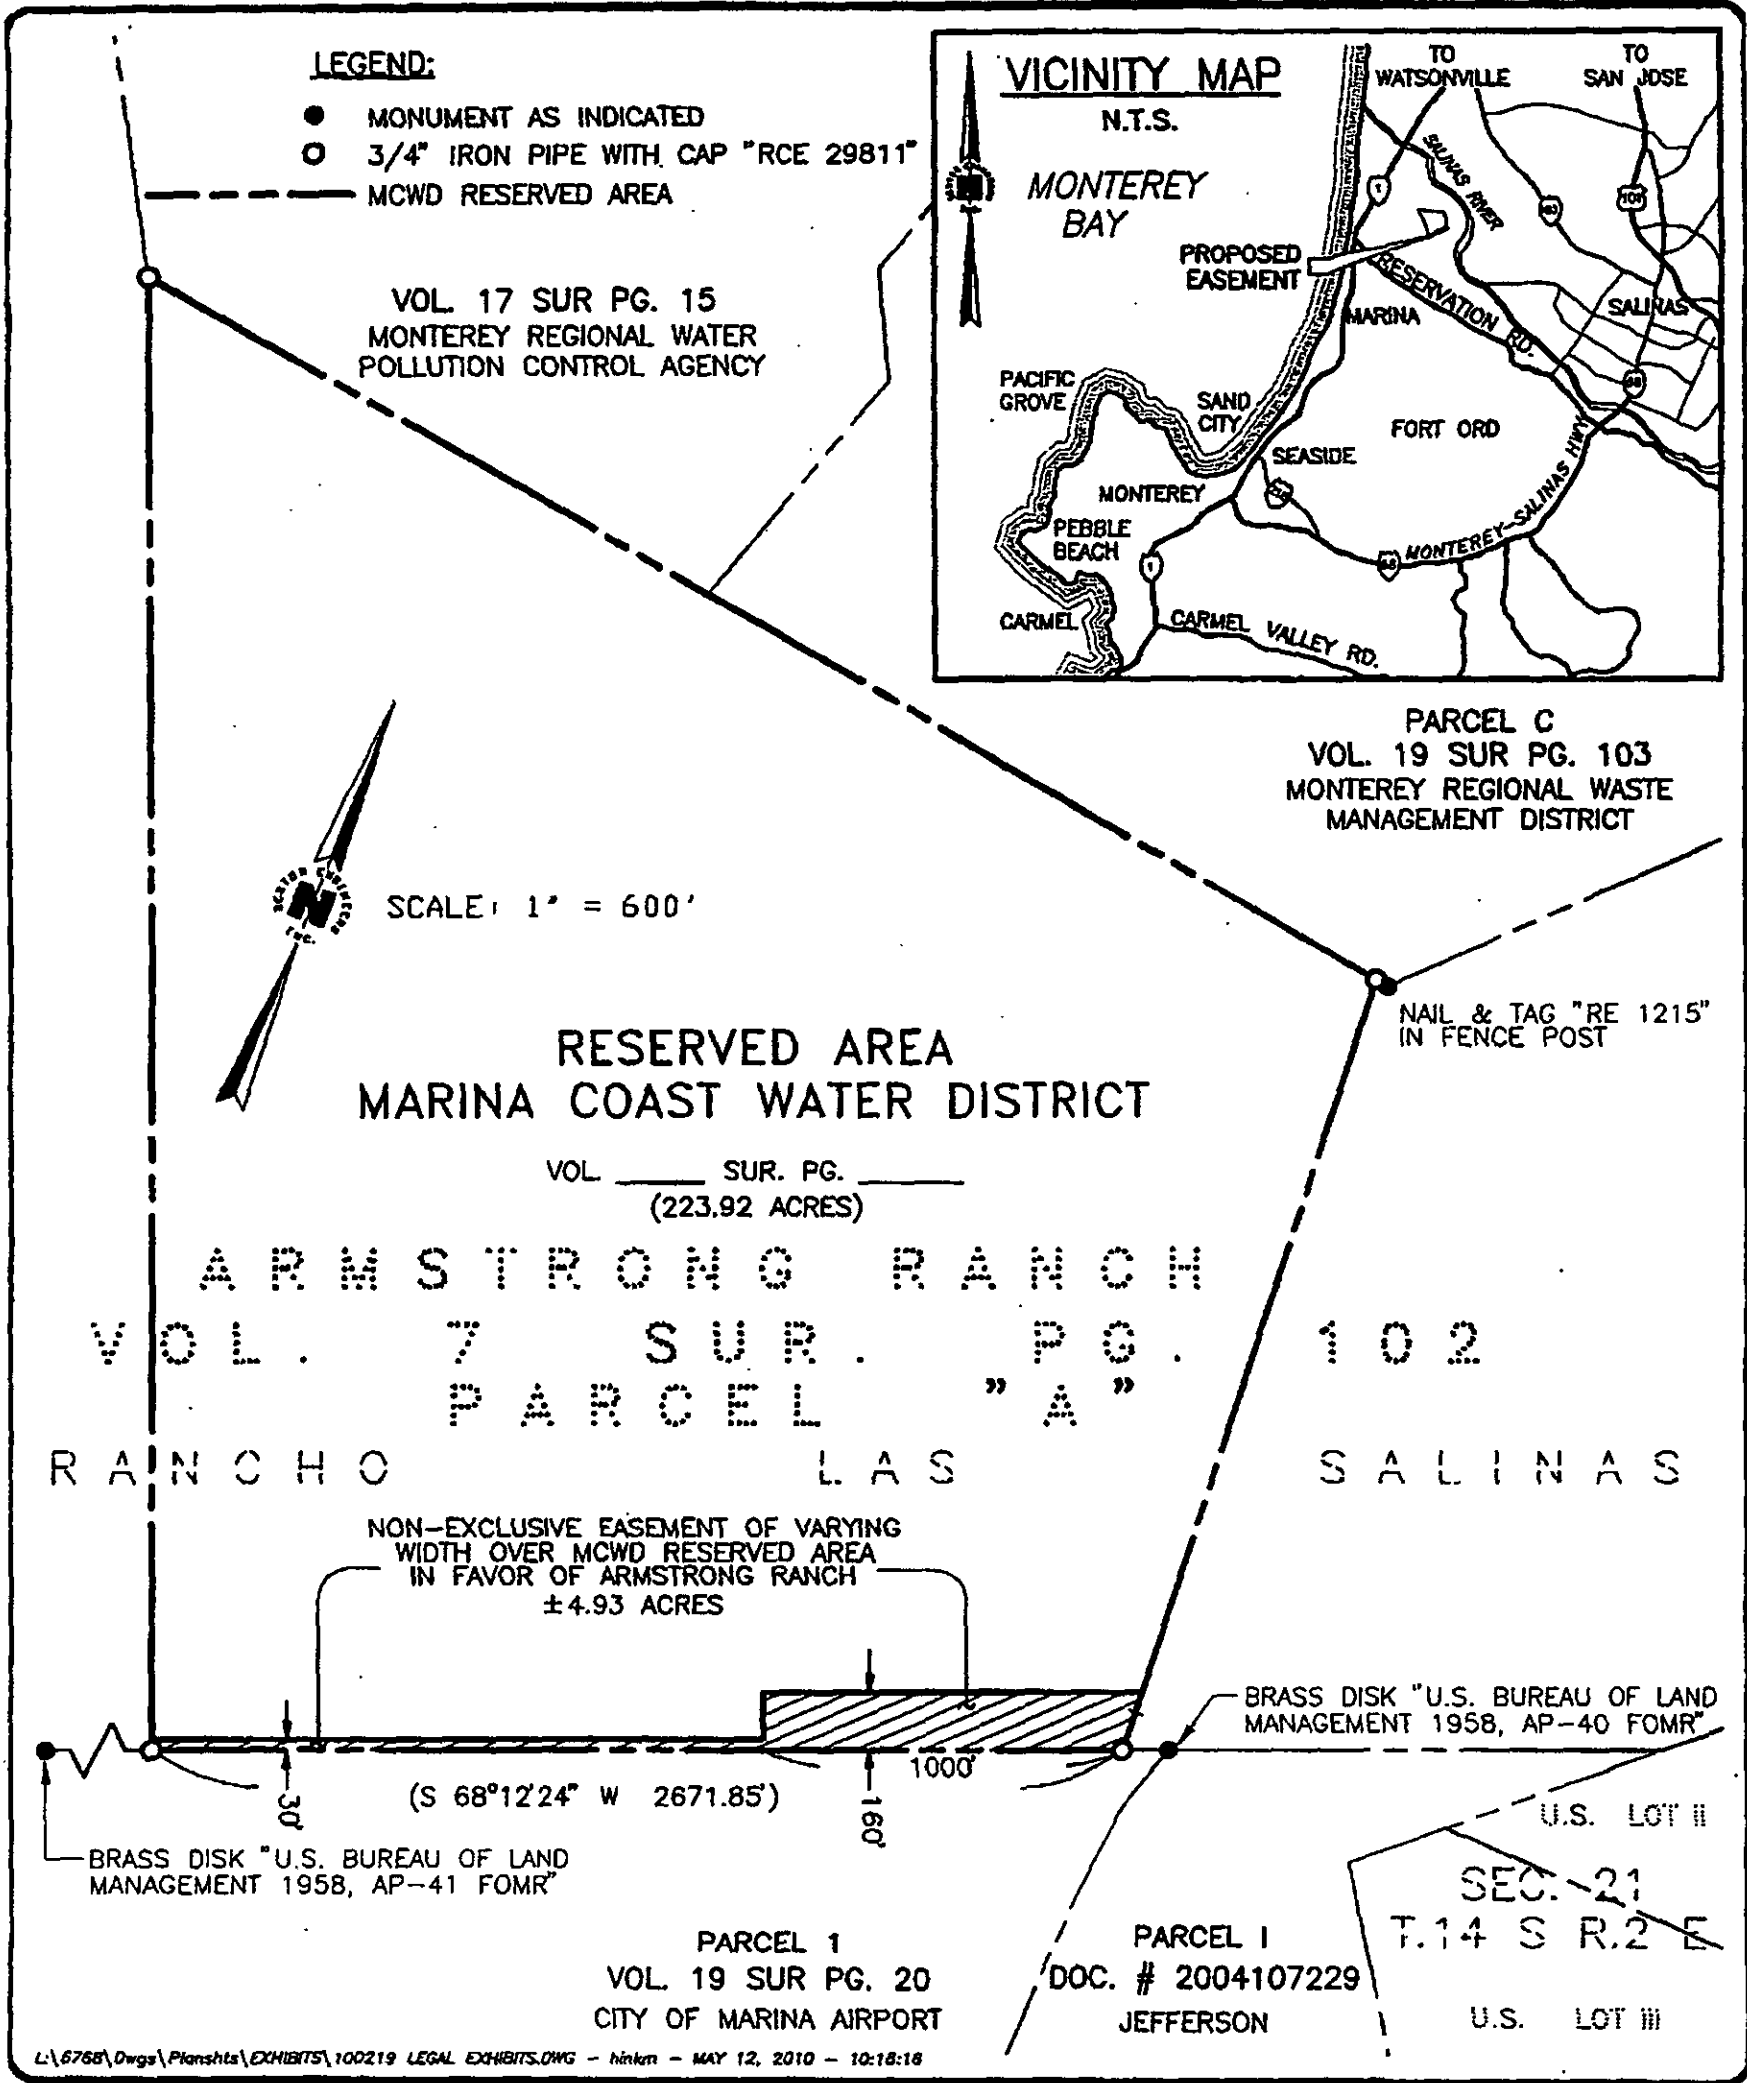 LEGEND:
MONUMENT AS INDICATED
3/4" IRON PIPE WITH CAP "RCE 29811"
MCWD RESERVED AREA
VOL. 17 SUR PG. 15
MONTEREY REGIONAL WATER
POLLUTION CONTROL AGENCY
VICINITY MAP
N.T.S.
TO
WATSONVILLE
TO
SAN JOSE
MONTEREY
BAY
SALINAS RIVER
1
101
PROPOSED
EASEMENT
RESERVATION RD.
MARINA
SALINAS
PACIFIC
GROVE
SAND
CITY
68
FORT ORD
SEASIDE
MONTEREY
PEBBLE
BEACH
1
68
MONTEREY-SALINAS HWY
CARMEL
CARMEL VALLEY RD.
PARCEL C
VOL. 19 SUR PG. 103
MONTEREY REGIONAL WASTE
MANAGEMENT DISTRICT
N
INC.
SCALE: 1" = 600'
NAIL & TAG "RE 1215"
IN FENCE POST
RESERVED AREA
MARINA COAST WATER DISTRICT
VOL. _____ SUR. PG. _____
(223.92 ACRES)
ARMSTRONG RANCH
VOL. 7 SUR. PG. 102
PARCEL "A"
RANCHO LAS SALINAS
NON-EXCLUSIVE EASEMENT OF VARYING
WIDTH OVER MCWD RESERVED AREA
IN FAVOR OF ARMSTRONG RANCH
±4.93 ACRES
BRASS DISK "U.S. BUREAU OF LAND
MANAGEMENT 1958, AP-40 FOMR"
1000'
(S 68°12'24" W 2671.85')
30'
160'
BRASS DISK "U.S. BUREAU OF LAND
MANAGEMENT 1958, AP-41 FOMR"
U.S. LOT II
SEC. 21
T.14 S R.2 E
PARCEL 1
VOL. 19 SUR PG. 20
CITY OF MARINA AIRPORT
PARCEL I
DOC. # 2004107229
JEFFERSON
U.S. LOT III
L:\6768\Dwgs\Planshts\EXHIBITS\100219 LEGAL EXHIBITS.DWG - hinkm - MAY 12, 2010 - 10:18:18